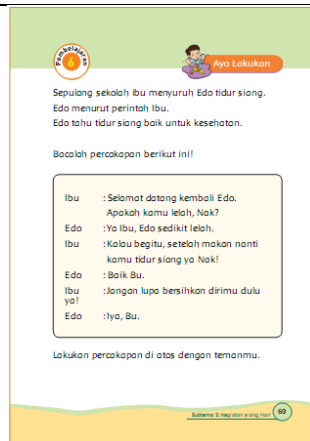 Pembelajaran
6
Ayo Lakukan
Sepulang sekolah ibu menyuruh Edo tidur siang.
Edo menurut perintah Ibu.
Edo tahu tidur siang baik untuk kesehatan.
Bacalah percakapan berikut ini!
Ibu : Selamat datang kembali Edo.
Apakah kamu lelah, Nak?
Edo : Ya Ibu, Edo sedikit lelah.
Ibu : Kalau begitu, setelah makan nanti
kamu tidur siang ya Nak!
Edo : Baik Bu.
Ibu : Jangan lupa bersihkan dirimu dulu
ya!
Edo : Iya, Bu.
Lakukan percakapan di atas dengan temanmu.
Subtema 3: Kegiatan Siang Hari 69